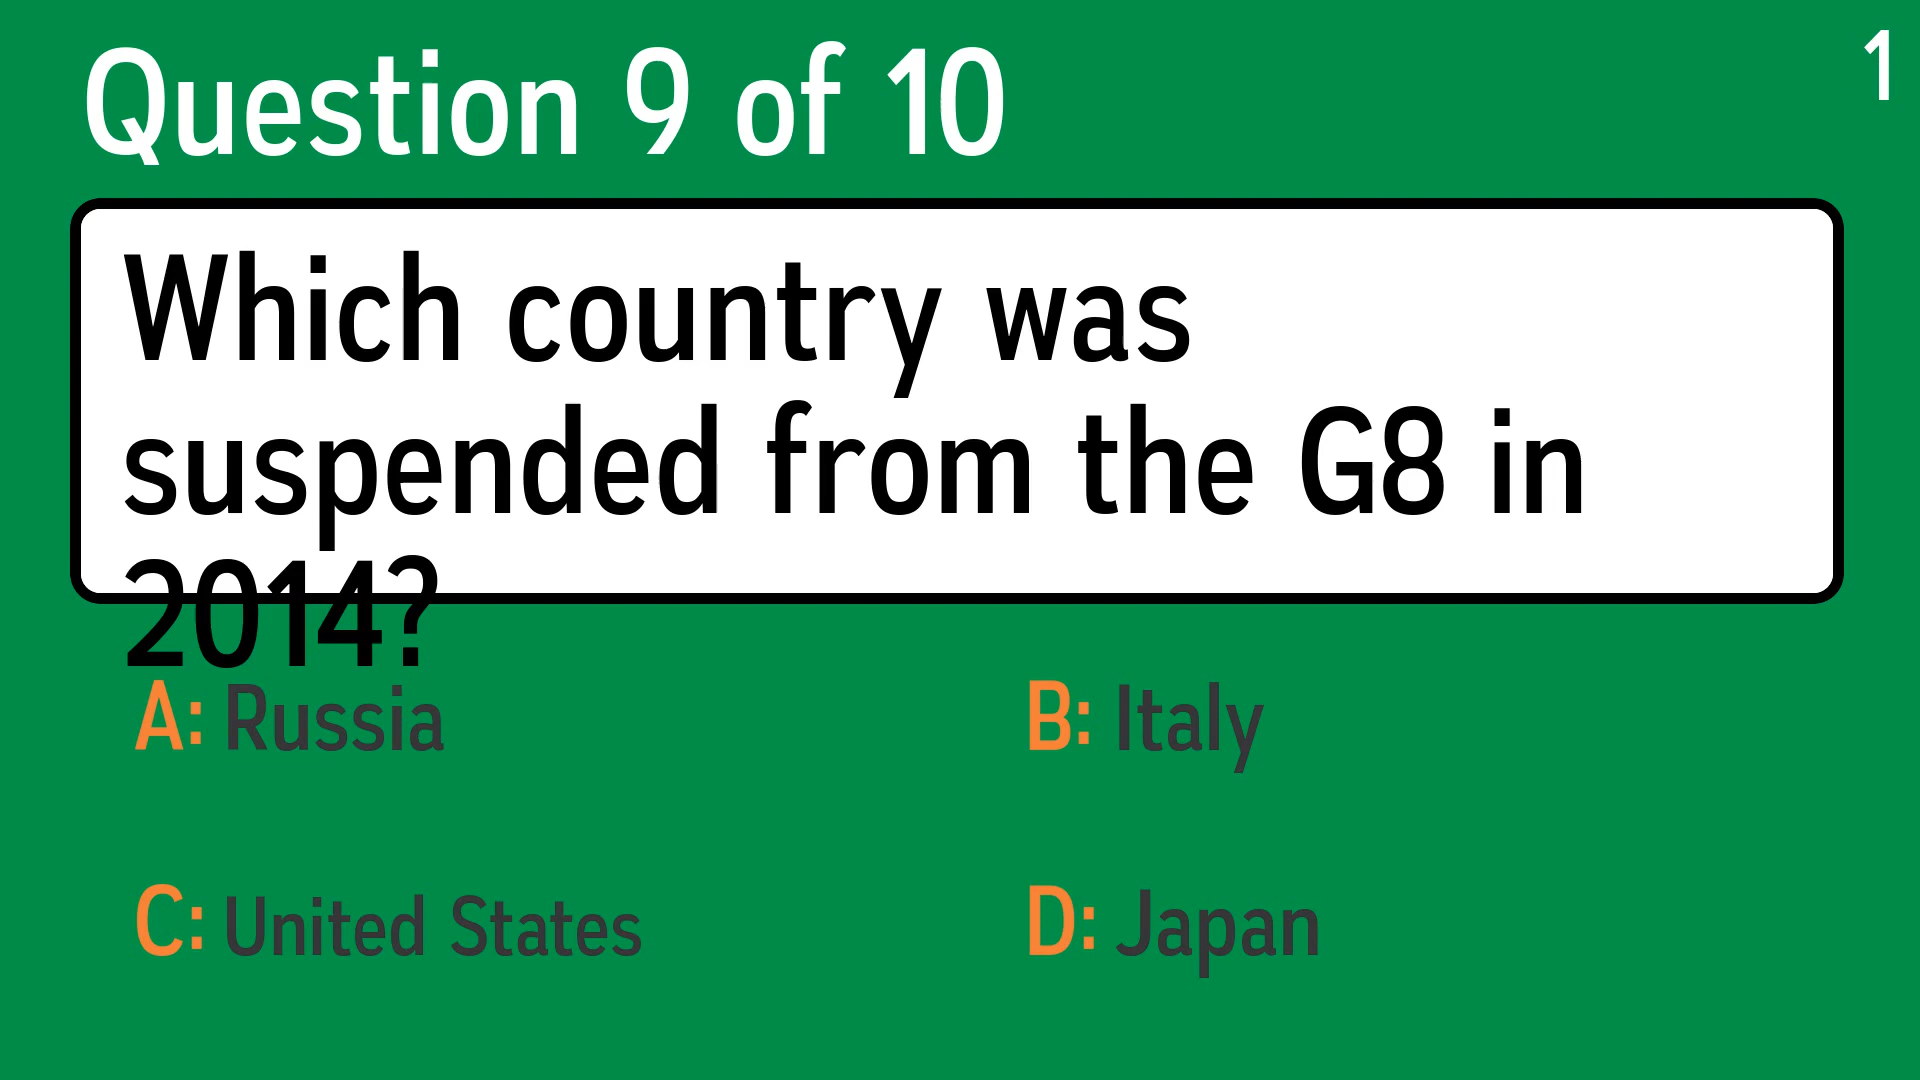 Question 9 of 10
1
Which country was
suspended from the G8 in
2014?
A: Russia
B: Italy
C: United States
D: Japan